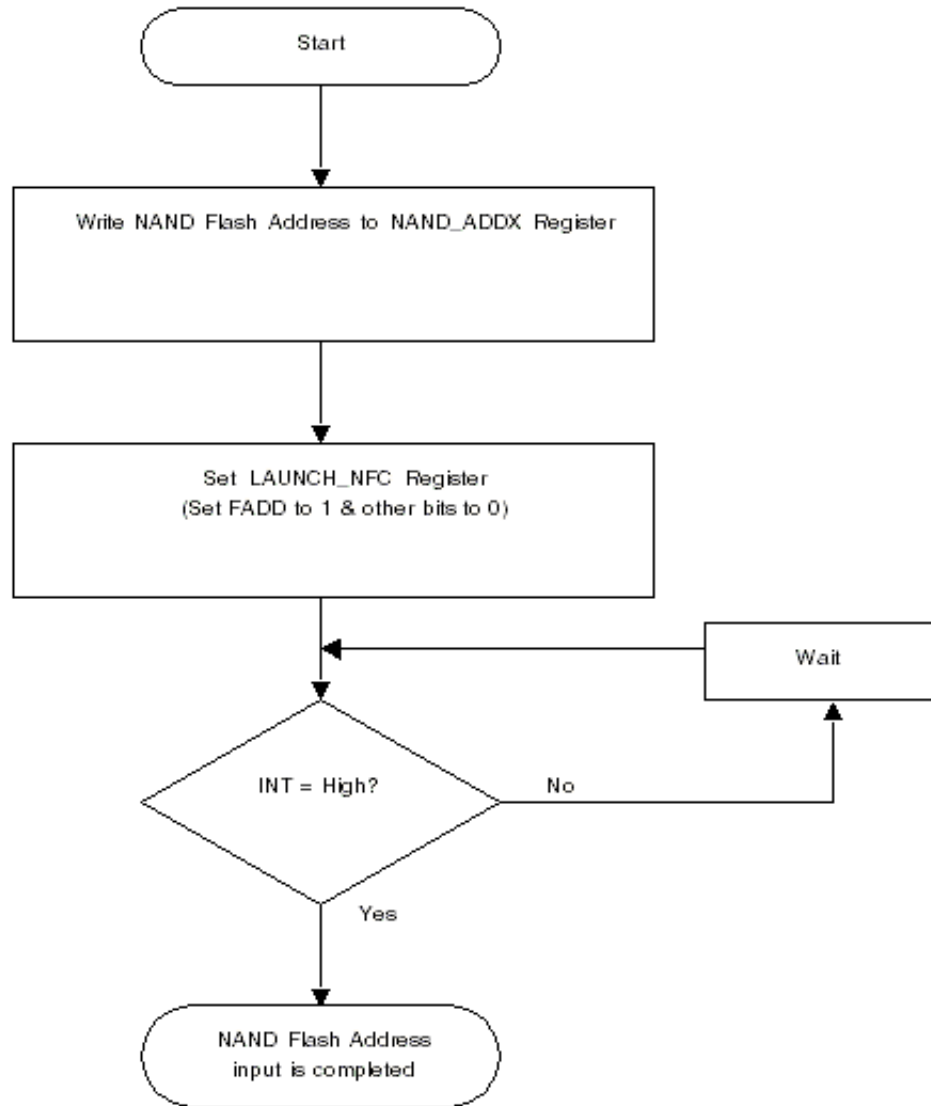 Start
Write NAND Flash Address to NAND_ADDX Register
Set LAUNCH_NFC Register
(Set FADD to 1 & other bits to 0)
Wait
INT = High?
No
Yes
NAND Flash Address
input is completed